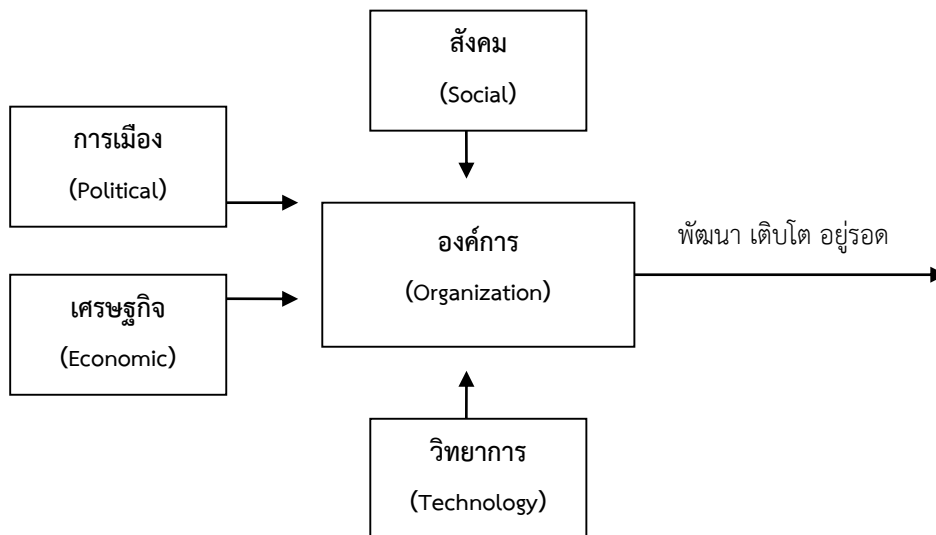 สังคม
(Social)
การเมือง
(Political)
องค์การ
(Organization)
พัฒนา เติบโต อยู่รอด
เศรษฐกิจ
(Economic)
วิทยาการ
(Technology)